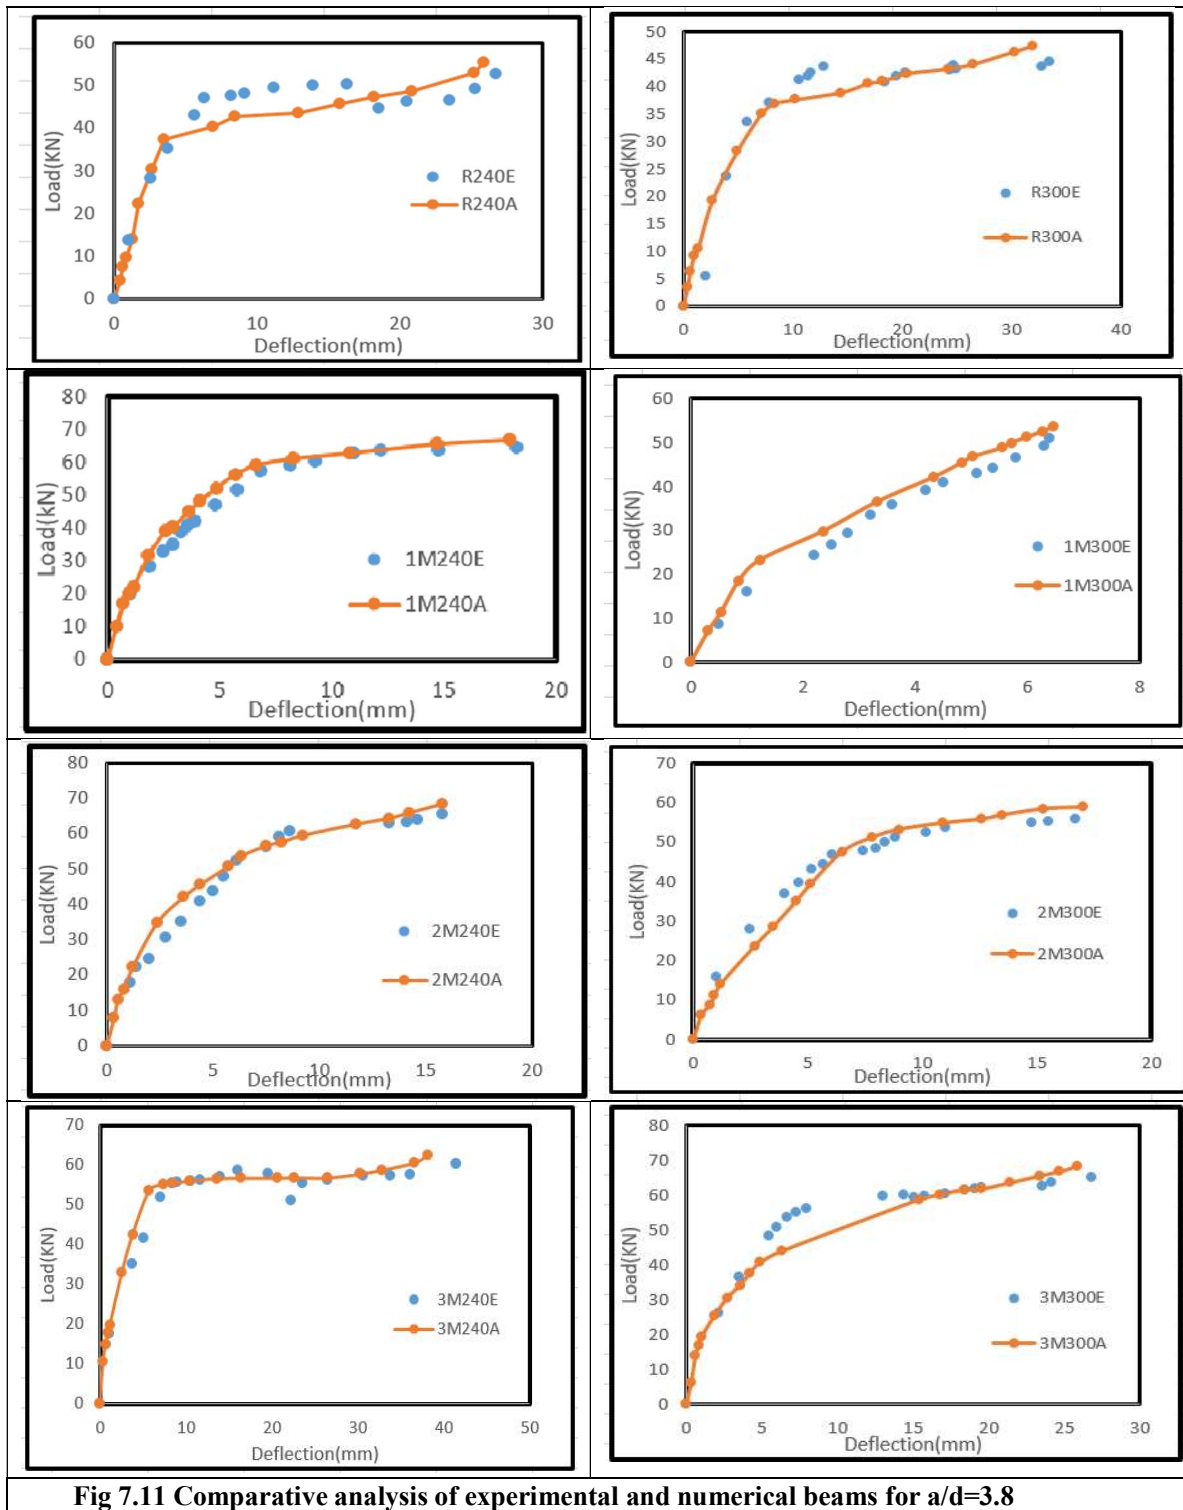 60
50
40
30
20
10
0
Load(KN)
R240E
R240A
0 10 20 30
Deflection(mm)
50
45
40
35
30
25
20
15
10
5
0
Load(KN)
R300E
R300A
0 10 20 30 40
Deflection(mm)
80
70
60
50
40
30
20
10
0
Load(kN)
1M240E
1M240A
0 5 10 15 20
Deflection(mm)
60
50
40
30
20
10
0
Load(KN)
1M300E
1M300A
0 2 4 6 8
Deflection(mm)
80
70
60
50
40
30
20
10
0
Load(KN)
2M240E
2M240A
0 5 10 15 20
Deflection(mm)
70
60
50
40
30
20
10
0
Load(KN)
2M300E
2M300A
0 5 10 15 20
Deflection(mm)
70
60
50
40
30
20
10
0
Load(KN)
3M240E
3M240A
0 10 20 30 40 50
Deflection(mm)
80
70
60
50
40
30
20
10
0
Load(KN)
3M300E
3M300A
0 5 10 15 20 25 30
Deflection(mm)
Fig 7.11 Comparative analysis of experimental and numerical beams for a/d=3.8